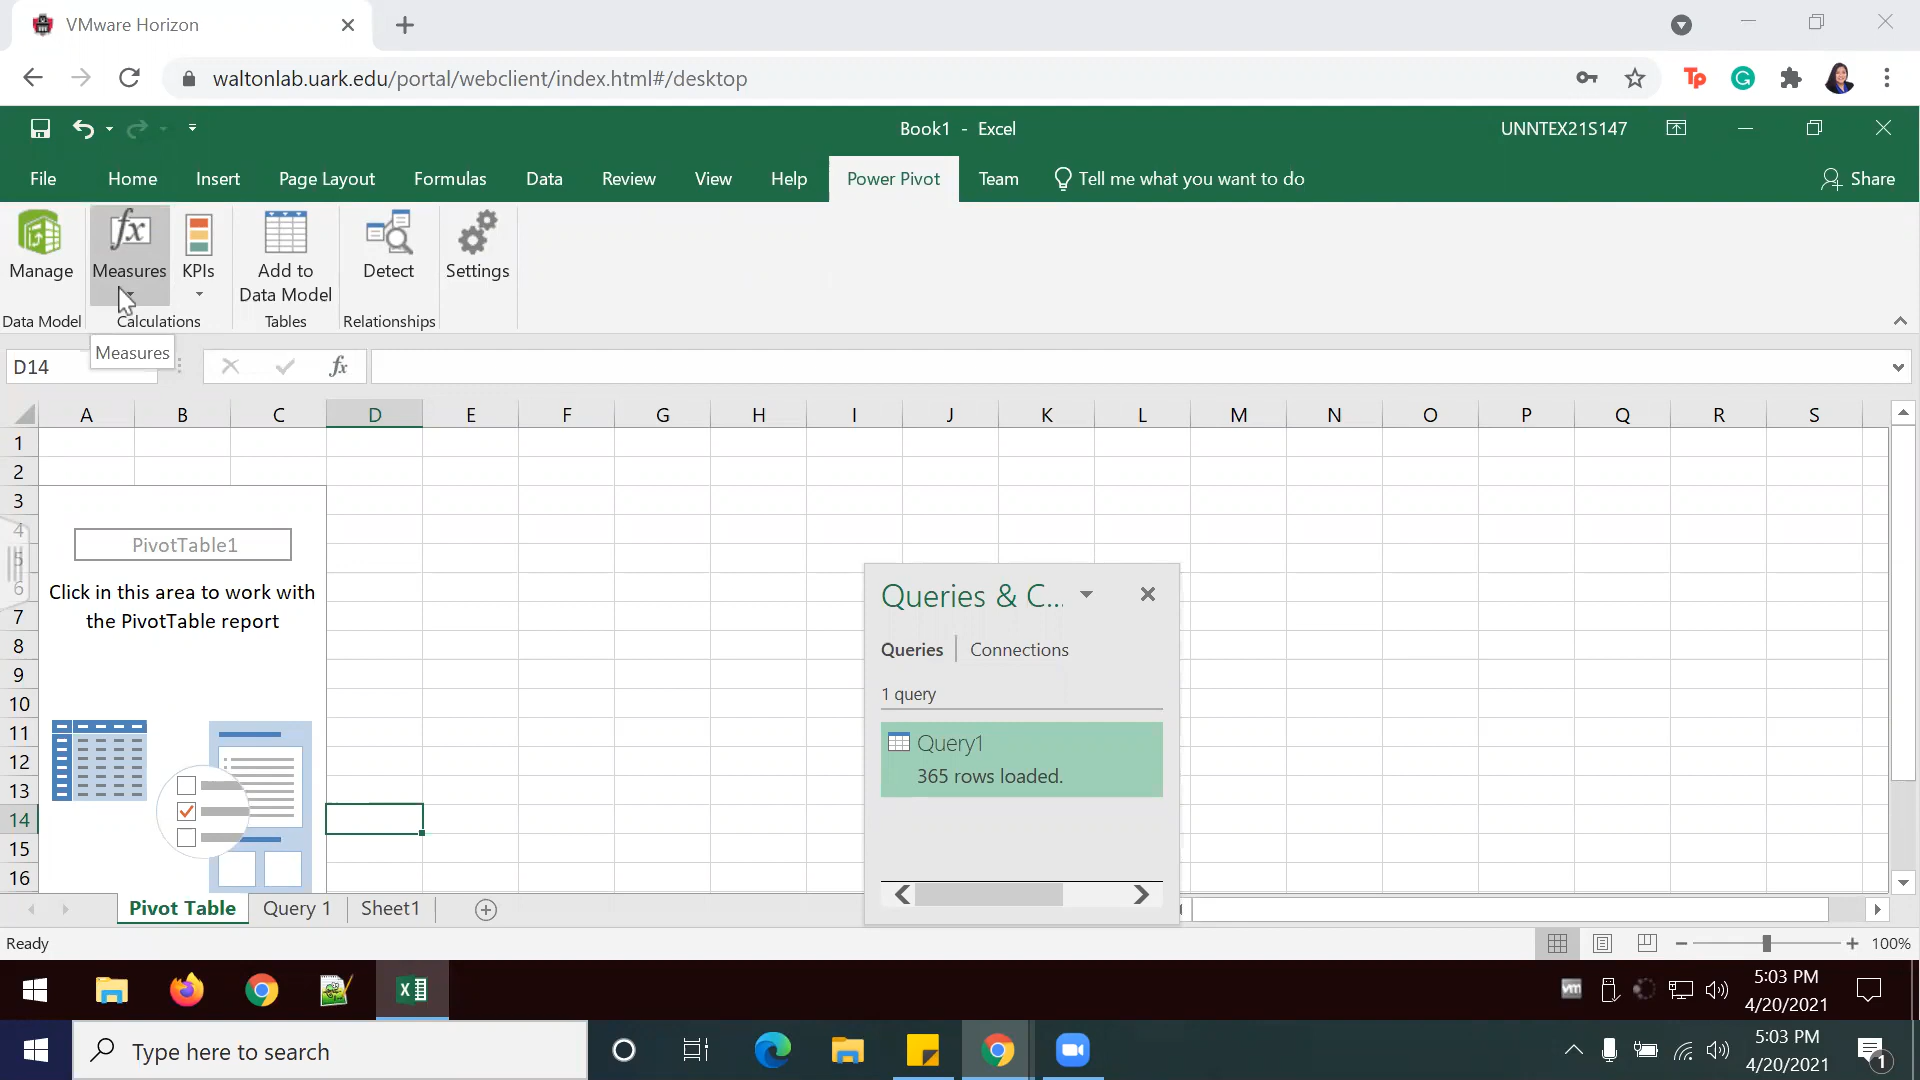 VMware Horizon
waltonlab.uark.edu/portal/webclient/index.html#/desktop
Tp
G
Book1 - Excel
UNNTEX21S147
File Home Insert Page Layout Formulas Data Review View Help Power Pivot Team Tell me what you want to do Share
fx
Manage Measures KPIs Add to Detect Settings
Data Model
Data Model Calculations Tables Relationships
Measures
D14
fx
A B C D E F G H I J K L M N O P Q R S
1
2
3
4
5
6
7
8
9
10
11
12
13
14
15
16
PivotTable1
Click in this area to work with
the PivotTable report
Queries & C...
Queries Connections
1 query
Query1
365 rows loaded.
Pivot Table Query 1 Sheet1
Ready
100%
vm
5:03 PM
4/20/2021
Type here to search
5:03 PM
4/20/2021
1